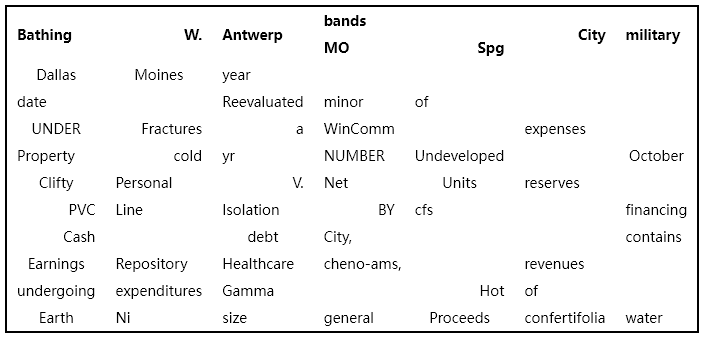 Bathing W. Antwerp bands MO Spg City military
Dallas Moines year
date Reevaluated minor of
UNDER Fractures a WinComm expenses
Property cold yr NUMBER Undeveloped October
Clifty Personal V. Net Units reserves
PVC Line Isolation BY cfs financing
Cash debt City, contains
Earnings Repository Healthcare cheno-ams, revenues
undergoing expenditures Gamma Hot of
Earth Ni size general Proceeds confertifolia water